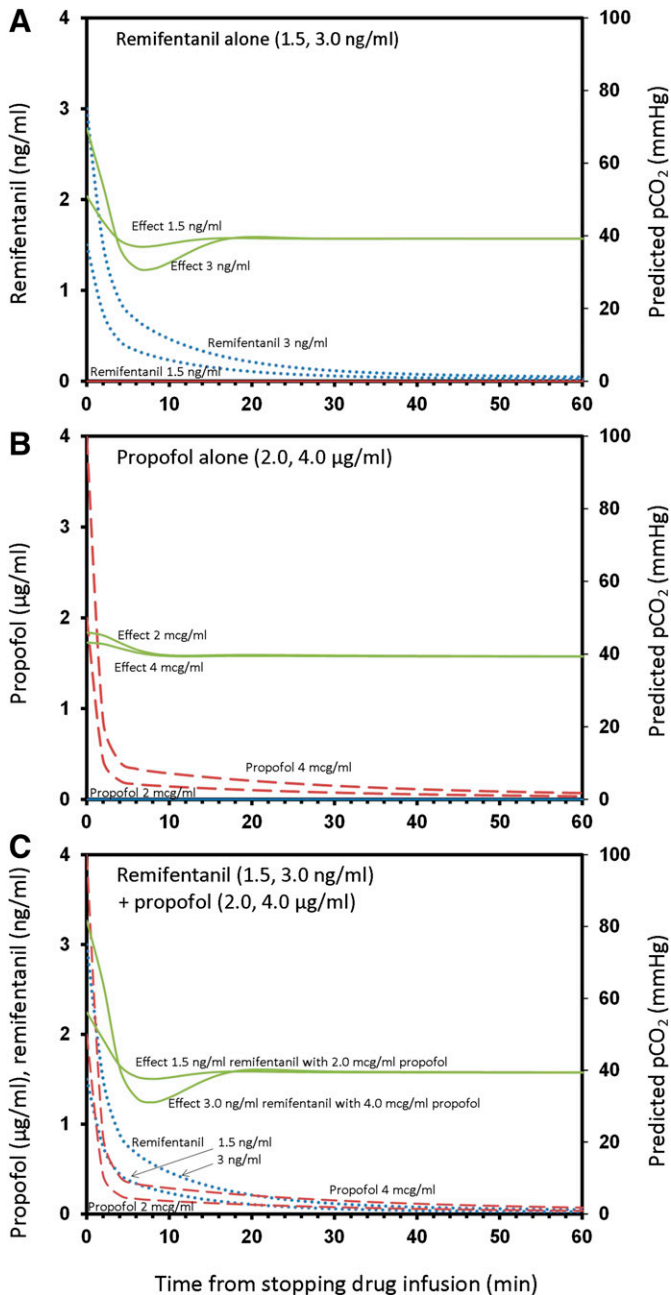 A
Remifentanil alone (1.5, 3.0 ng/ml)
4
3
2
1
0
100
80
60
40
20
0
Remifentanil (ng/ml)
Predicted pCO₂ (mmHg)
Effect 1.5 ng/ml
Effect 3 ng/ml
Remifentanil 3 ng/ml
Remifentanil 1.5 ng/ml
0 10 20 30 40 50 60
B
Propofol alone (2.0, 4.0 µg/ml)
4
3
2
1
0
100
80
60
40
20
0
Propofol (µg/ml)
Predicted pCO₂ (mmHg)
Effect 2 mcg/ml
Effect 4 mcg/ml
Propofol 4 mcg/ml
Propofol 2 mcg/ml
0 10 20 30 40 50 60
C
Remifentanil (1.5, 3.0 ng/ml)
+ propofol (2.0, 4.0 µg/ml)
4
3
2
1
0
100
80
60
40
20
0
Propofol (µg/ml), remifentanil (ng/ml)
Predicted pCO₂ (mmHg)
Effect 1.5 ng/ml remifentanil with 2.0 mcg/ml propofol
Effect 3.0 ng/ml remifentanil with 4.0 mcg/ml propofol
Remifentanil 1.5 ng/ml
3 ng/ml
Propofol 4 mcg/ml
Propofol 2 mcg/ml
0 10 20 30 40 50 60
Time from stopping drug infusion (min)